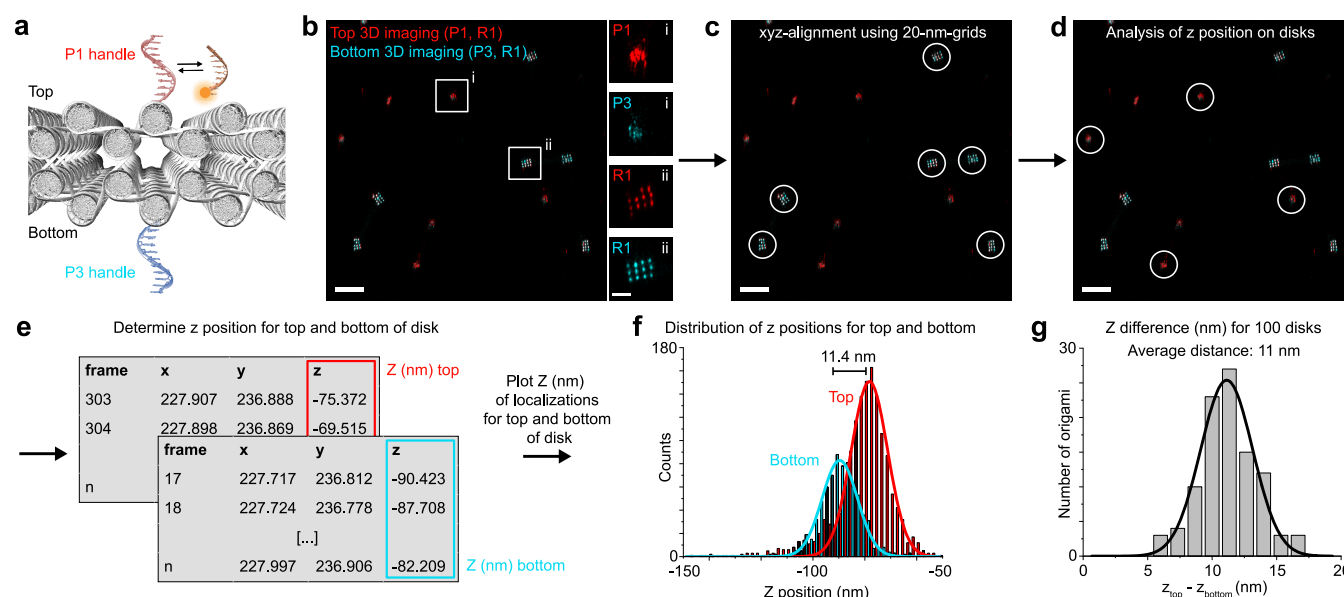 a
P1 handle
Top
Bottom
P3 handle
b
Top 3D imaging (P1, R1)
Bottom 3D imaging (P3, R1)
i
ii
P1
i
P3
i
R1
ii
R1
ii
c
xyz-alignment using 20-nm-grids
d
Analysis of z position on disks
e
Determine z position for top and bottom of disk
frame x y z
303 227.907 236.888 -75.372
304 227.898 236.869 -69.515
n
Z (nm) top
frame x y z
17 227.717 236.812 -90.423
18 227.724 236.778 -87.708
[...]
n 227.997 236.906 -82.209
Z (nm) bottom
Plot Z (nm)
of localizations
for top and bottom
of disk
f
Distribution of z positions for top and bottom
180
11.4 nm
Top
Bottom
Counts
0
-150 -100 -50
Z position (nm)
g
Z difference (nm) for 100 disks
Average distance: 11 nm
30
Number of origami
0
0 5 10 15 20
ztop - zbottom (nm)